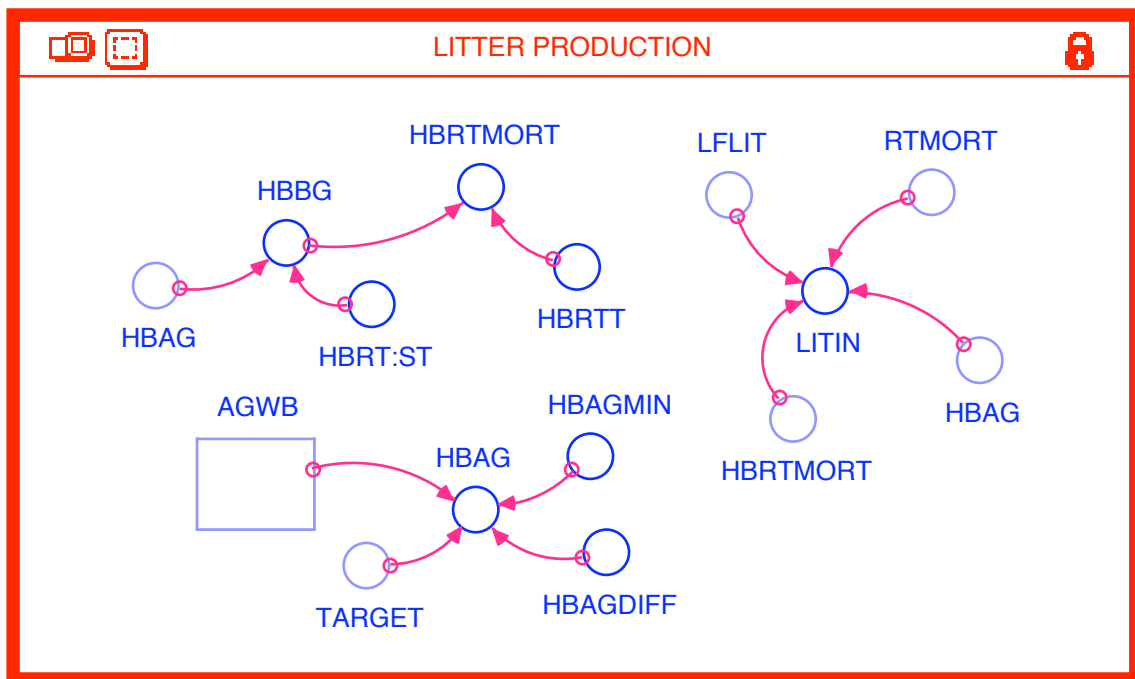 LITTER PRODUCTION
HBRTMORT
LFLIT
RTMORT
HBBG
HBAG
HBRT:ST
HBRTT
LITIN
AGWB
HBAGMIN
HBAG
HBAG
HBRTMORT
TARGET
HBAGDIFF